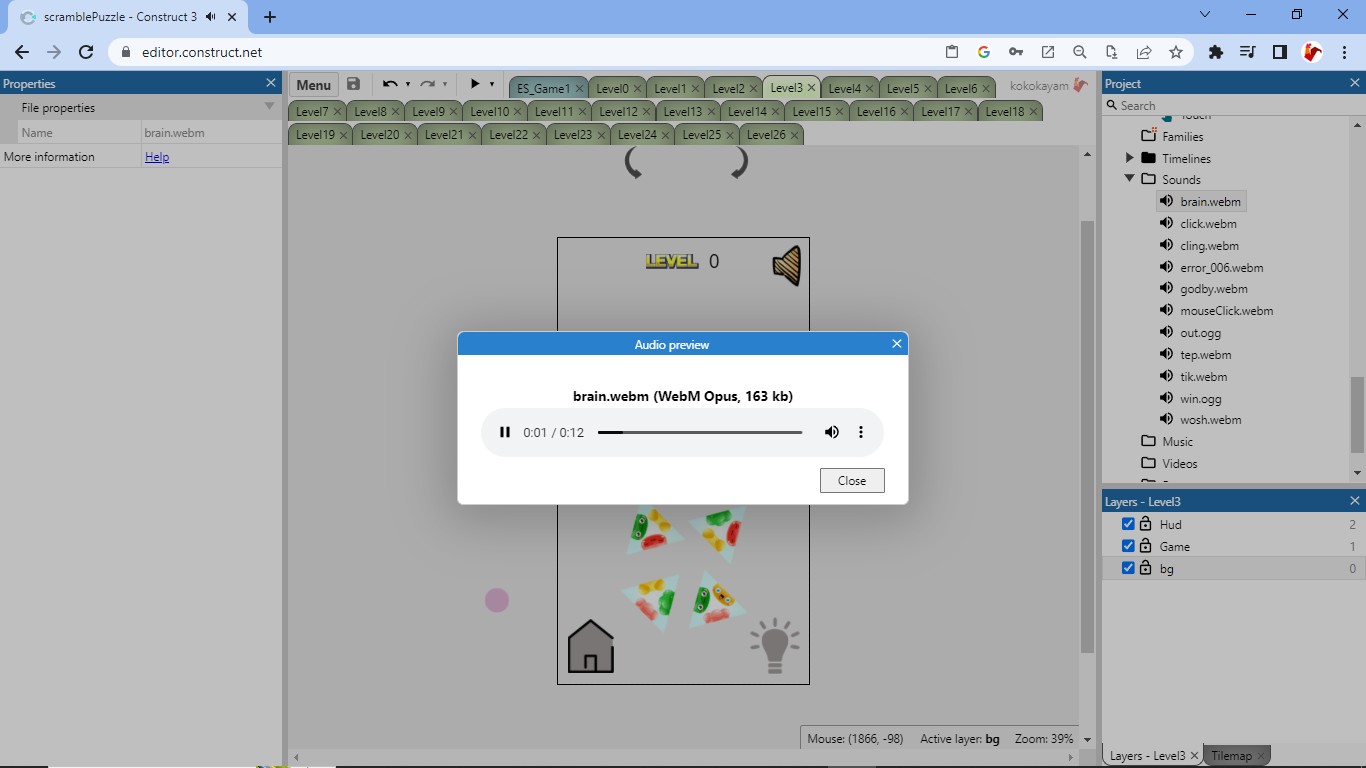 scramblePuzzle - Construct 3
editor.construct.net
Properties
File properties
Name brain.webm
More information Help
Menu
ES_Game1 Level0 Level1 Level2 Level3 Level4 Level5 Level6
kokokayam
Level7 Level8 Level9 Level10 Level11 Level12 Level13 Level14 Level15 Level16 Level17 Level18
Level19 Level20 Level21 Level22 Level23 Level24 Level25 Level26
LEVEL 0
Audio preview
brain.webm (WebM Opus, 163 kb)
0:01 / 0:12
Close
Mouse: (1866, -98) Active layer: bg Zoom: 39%
Project
Search
Touch
Families
Timelines
Sounds
brain.webm
click.webm
cling.webm
error_006.webm
godby.webm
mouseClick.webm
out.ogg
tep.webm
tik.webm
win.ogg
wosh.webm
Music
Videos
Layers - Level3
Hud 2
Game 1
bg 0
Layers - Level3 Tilemap